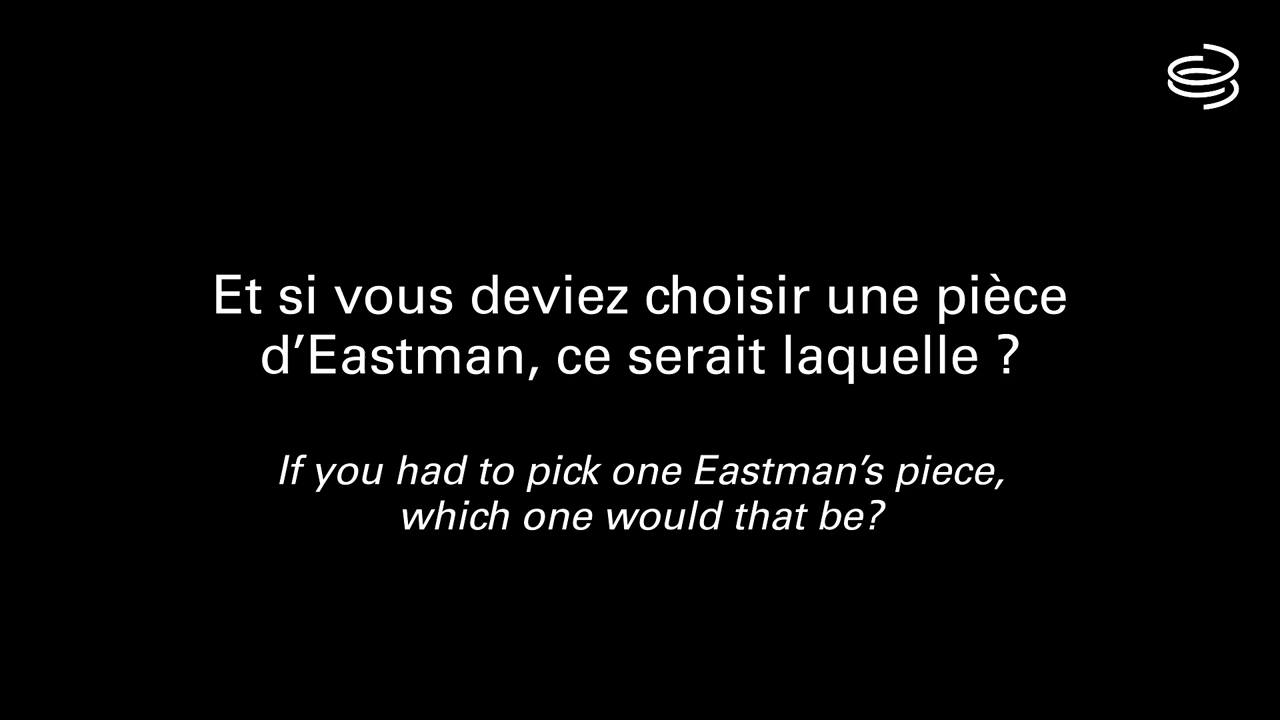 Et si vous deviez choisir une pièce
d’Eastman, ce serait laquelle ?
If you had to pick one Eastman’s piece,
which one would that be?